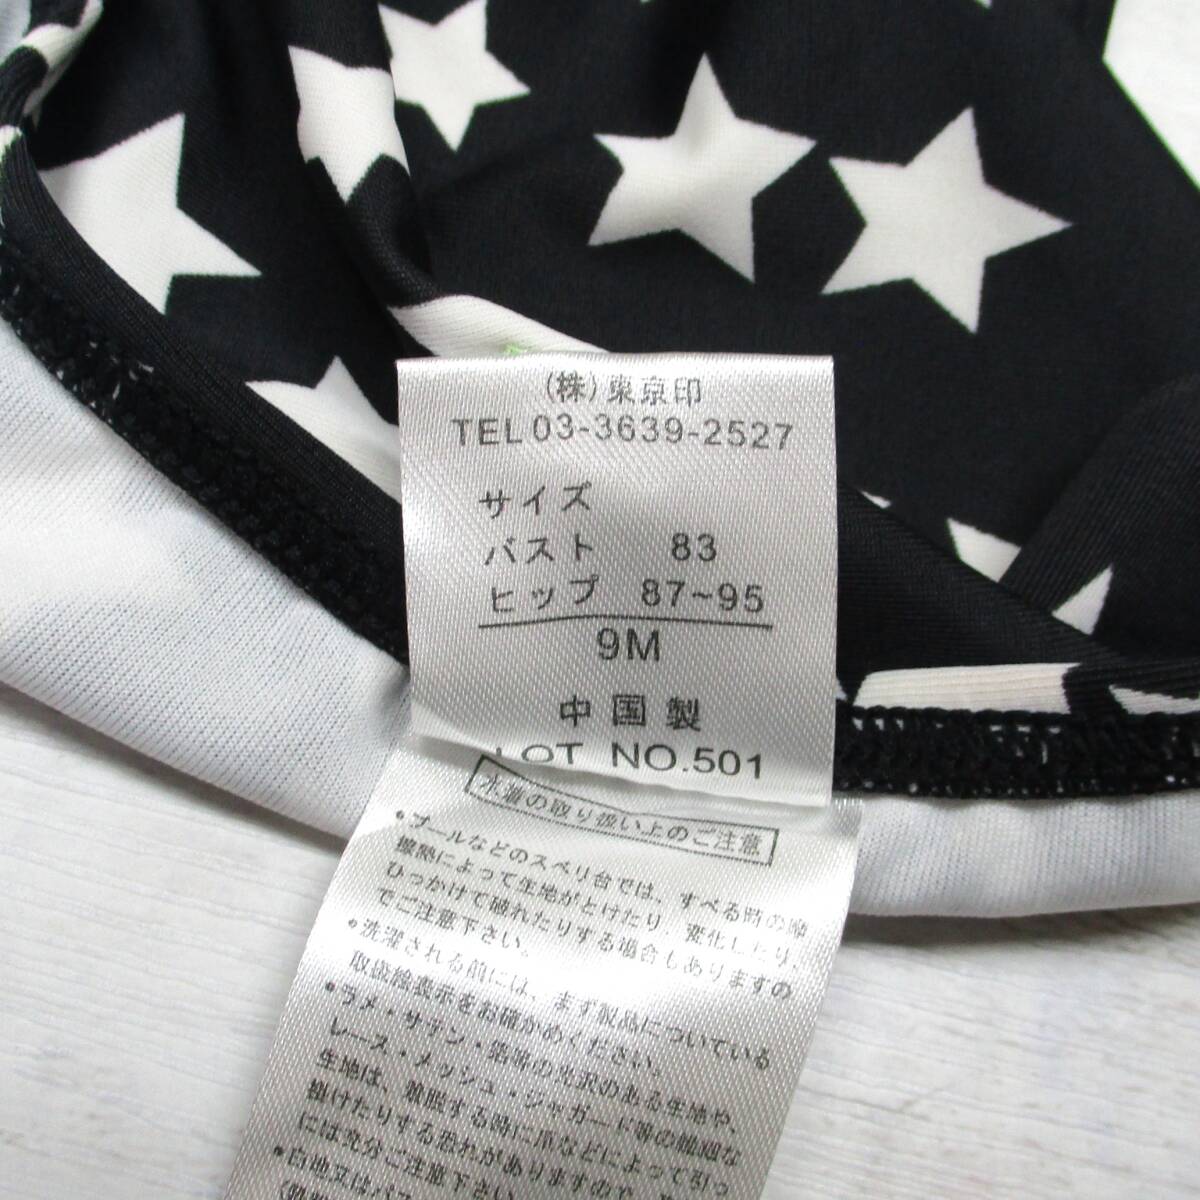 (株)東京印
TEL 03-3639-2527
サイズ
バスト 83
ヒップ 87~95
9M
中国製
LOT NO.501
水着の取り扱い上のご注意
・プールなどのスベリ台では、すべる時の摩
擦熱によって生地がとけたり、変化したり、
ひっかけて破れたりする場合もありますの
でご注意下さい。
・洗濯される前には、まず製品についている
取扱絵表示をお確かめください。
・ラメ・サテン・箔等の光沢のある生地や、
レース・メッシュ・ジャガード等の繊細な
生地は、着脱する時に爪などによって引っ
掛けたりする恐れがありますので、
には充分ご注意下さい。
・白地又はパス